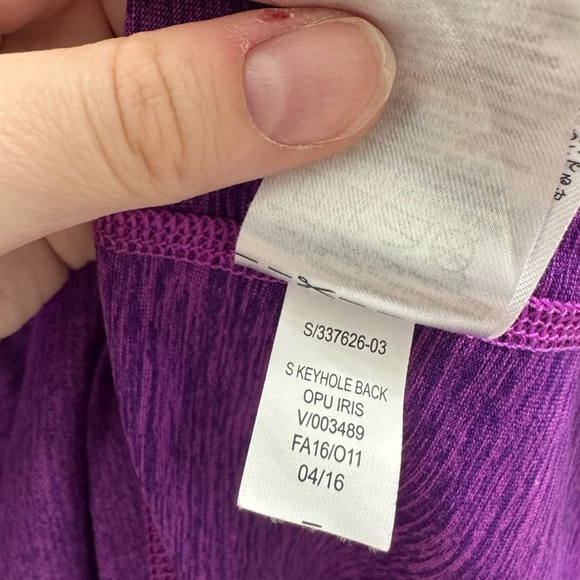 S/337626-03
S KEYHOLE BACK
OPU IRIS
V/003489
FA16/O11
04/16